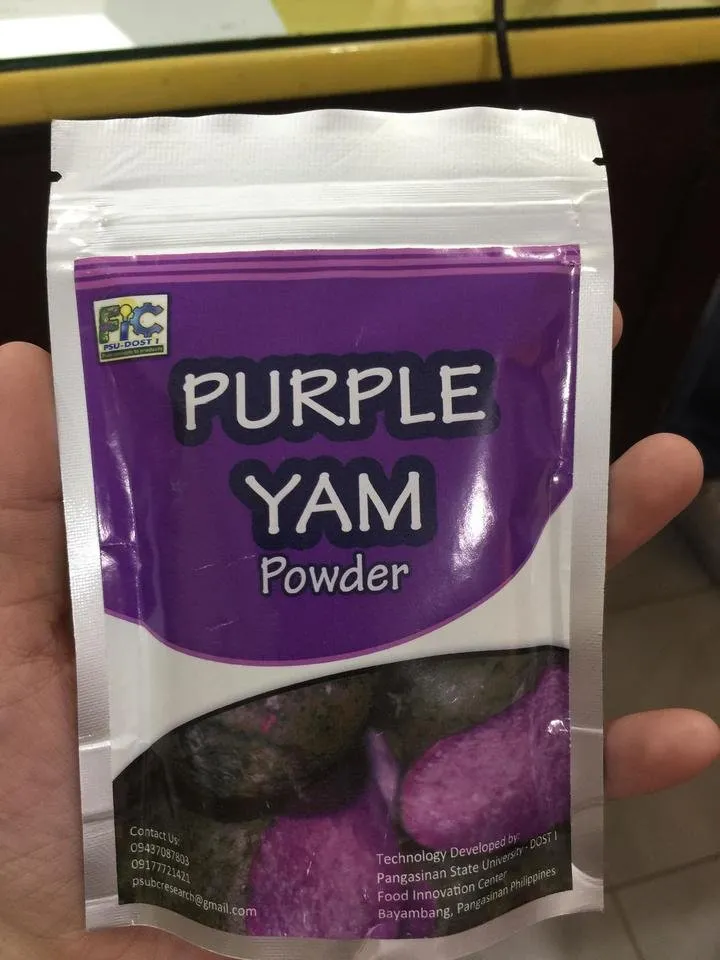 FiC
PSU-DOST 1
PURPLE
YAM
Powder
Contact Us:
09437087803
09177721421
psubcresearch@gmail.com
Technology Developed by:
Pangasinan State University - DOST I
Food Innovation Center
Bayambang, Pangasinan Philippines